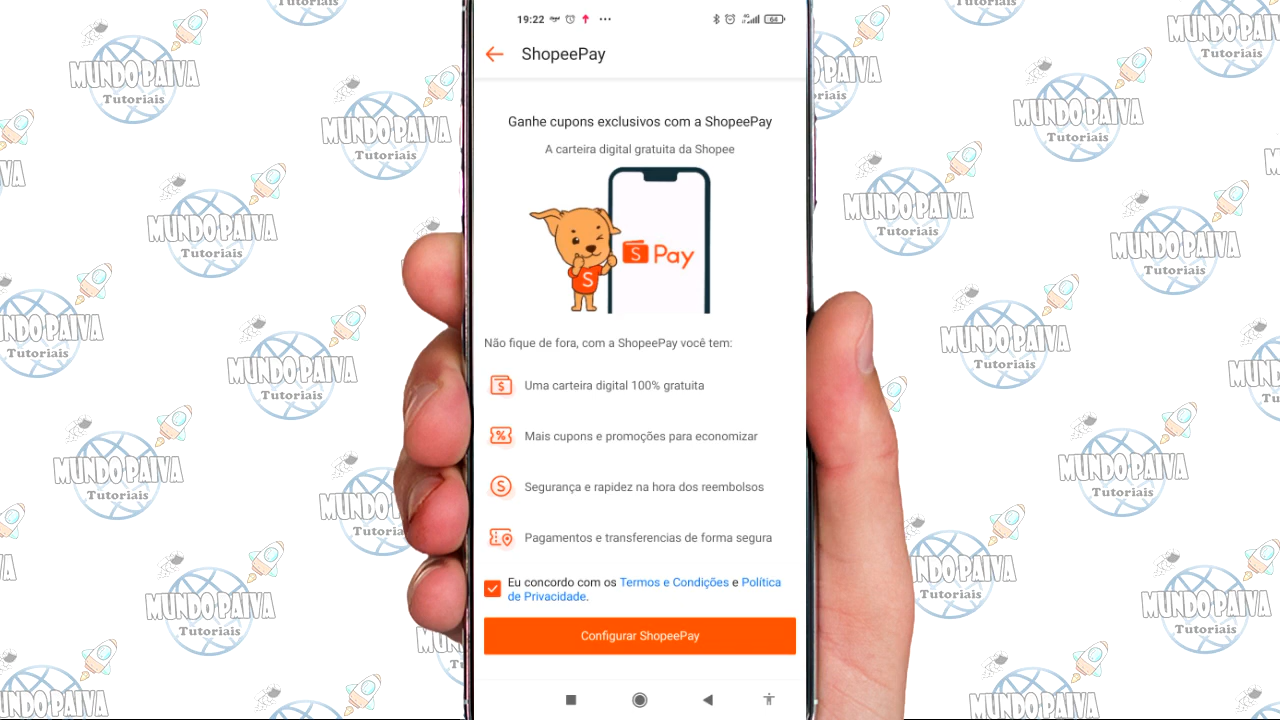 19:22
4G
64
ShopeePay
Ganhe cupons exclusivos com a ShopeePay
A carteira digital gratuita da Shopee
S
S Pay
Não fique de fora, com a ShopeePay você tem:
$ Uma carteira digital 100% gratuita
% Mais cupons e promoções para economizar
S Segurança e rapidez na hora dos reembolsos
Pagamentos e transferencias de forma segura
Eu concordo com os Termos e Condições e Política
de Privacidade.
Configurar ShopeePay
MUNDO PAIVA
Tutoriais